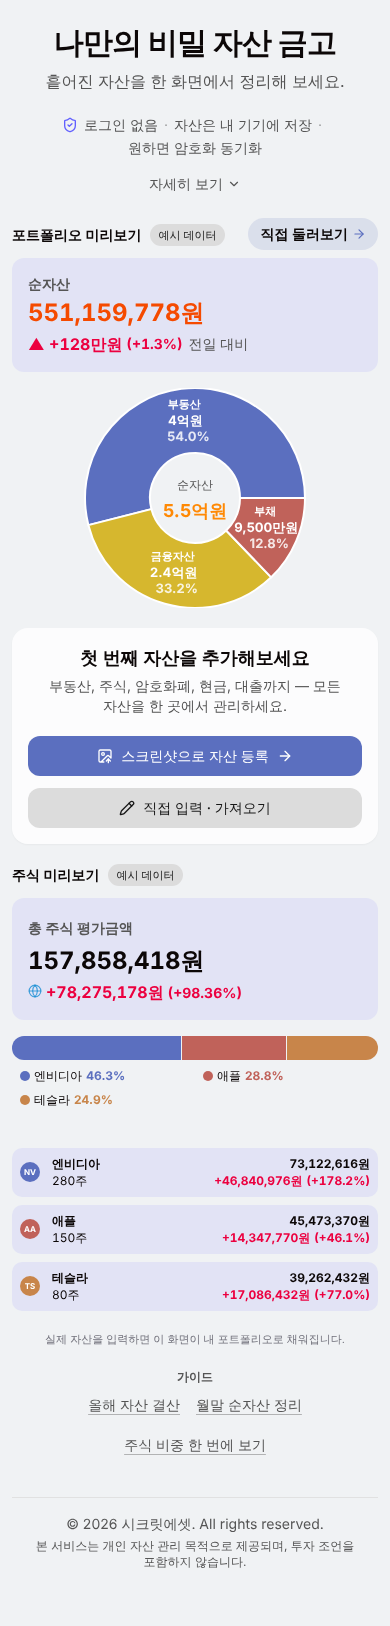 나만의 비밀 자산 금고
흩어진 자산을 한 화면에서 정리해 보세요.
로그인 없음 · 자산은 내 기기에 저장 ·
원하면 암호화 동기화
자세히 보기
포트폴리오 미리보기 예시 데이터 직접 둘러보기
순자산
551,159,778원
▲ +128만원 (+1.3%) 전일 대비
부동산
4억원
54.0%
순자산
5.5억원
부채
9,500만원
12.8%
금융자산
2.4억원
33.2%
첫 번째 자산을 추가해보세요
부동산, 주식, 암호화폐, 현금, 대출까지 — 모든
자산을 한 곳에서 관리하세요.
스크린샷으로 자산 등록
직접 입력 · 가져오기
주식 미리보기 예시 데이터
총 주식 평가금액
157,858,418원
+78,275,178원 (+98.36%)
엔비디아 46.3% 애플 28.8%
테슬라 24.9%
NV 엔비디아 73,122,616원
280주 +46,840,976원 (+178.2%)
AA 애플 45,473,370원
150주 +14,347,770원 (+46.1%)
TS 테슬라 39,262,432원
80주 +17,086,432원 (+77.0%)
실제 자산을 입력하면 이 화면이 내 포트폴리오로 채워집니다.
가이드
올해 자산 결산 월말 순자산 정리
주식 비중 한 번에 보기
© 2026 시크릿에셋. All rights reserved.
본 서비스는 개인 자산 관리 목적으로 제공되며, 투자 조언을
포함하지 않습니다.